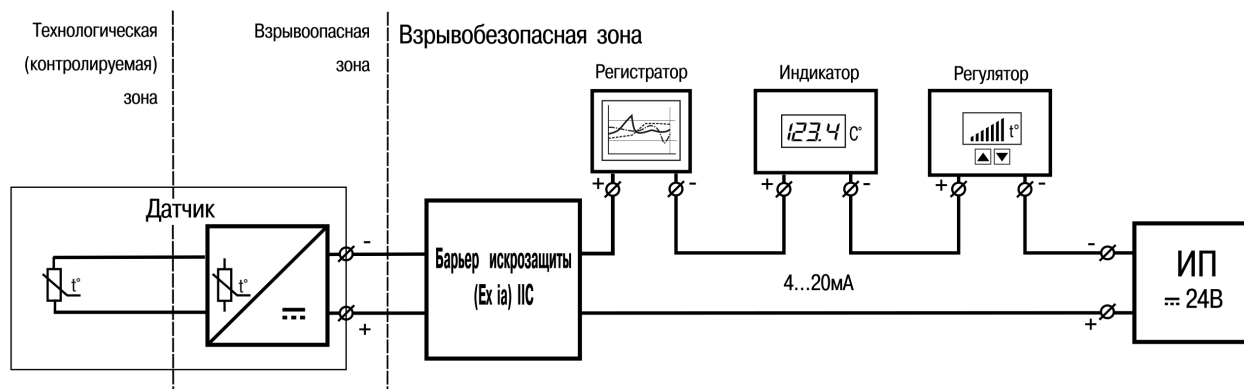 Технологическая
(контролируемая)
зона
Взрывоопасная
зона
Взрывобезопасная зона
Регистратор
Индикатор
Регулятор
123.4 C°
t°
+ -
+ -
+ -
Датчик
t°
t°
-
+
Барьер искрозащиты
(Ex ia) IIC
4...20мА
-
+
ИП
24В